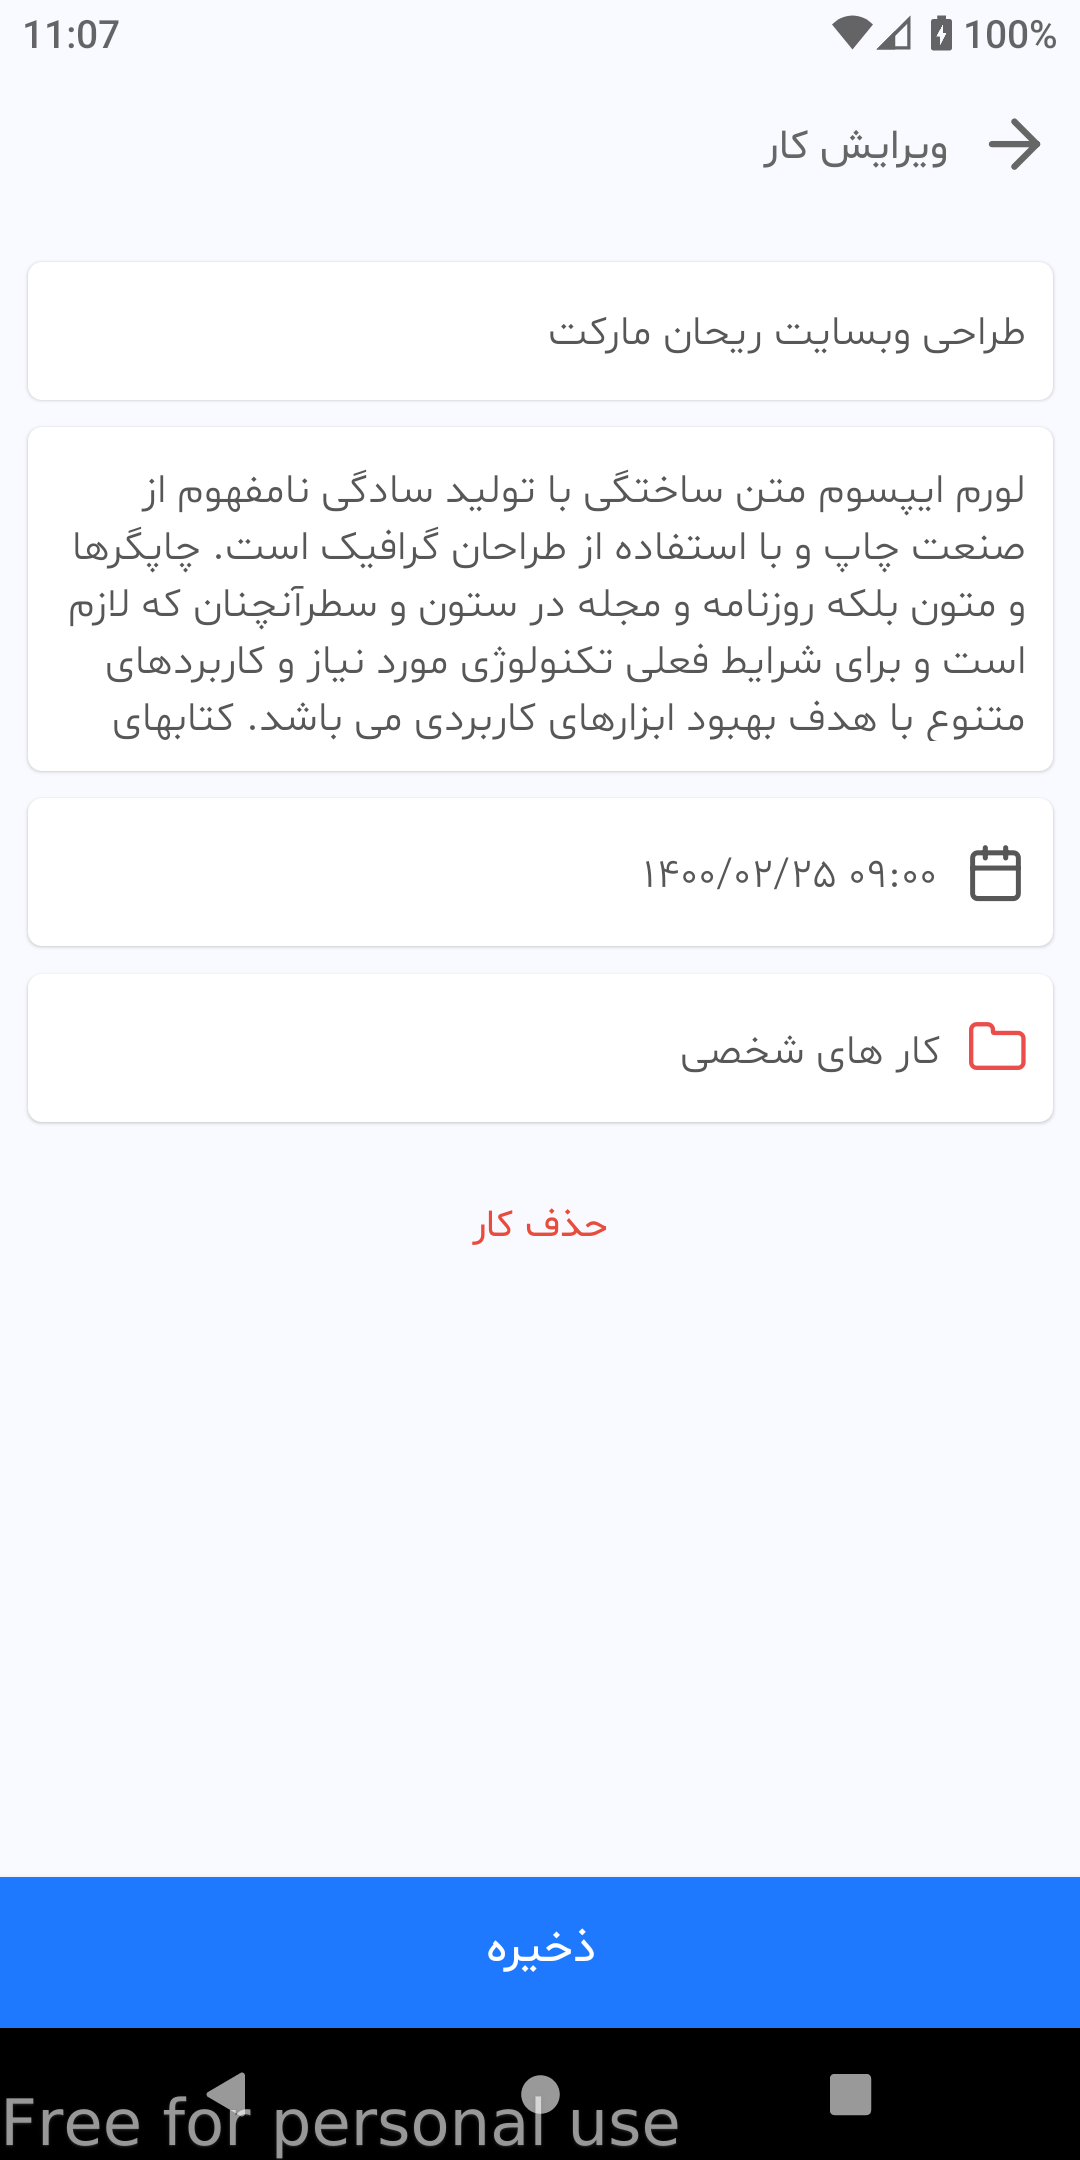 11:07
100%
ویرایش کار
طراحی وبسایت ریحان مارکت
لورم ایپسوم متن ساختگی با تولید سادگی نامفهوم از
صنعت چاپ و با استفاده از طراحان گرافیک است. چاپگرها
و متون بلکه روزنامه و مجله در ستون و سطرآنچنان که لازم
است و برای شرایط فعلی تکنولوژی مورد نیاز و کاربردهای
متنوع با هدف بهبود ابزارهای کاربردی می باشد. کتابهای
۱۴۰۰/۰۲/۲۵ ۰۹:۰۰
کار های شخصی
حذف کار
ذخیره
Free for personal use